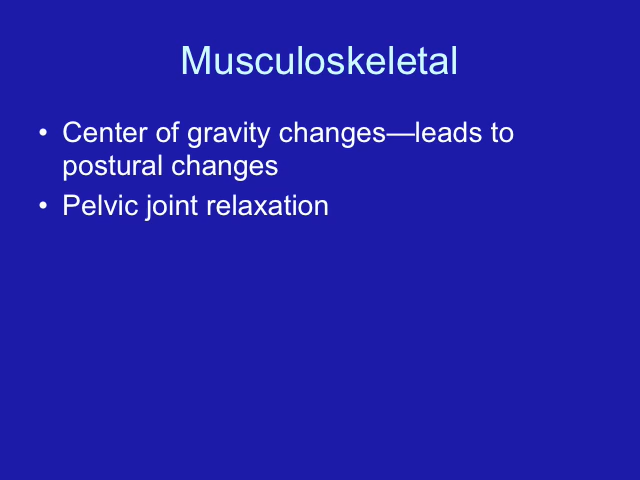 Musculoskeletal
• Center of gravity changes—leads to
postural changes
• Pelvic joint relaxation